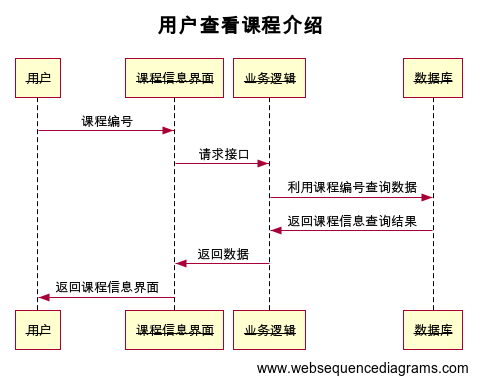 用户查看课程介绍
用户 课程信息界面 业务逻辑 数据库
课程编号
请求接口
利用课程编号查询数据
返回课程信息查询结果
返回数据
返回课程信息界面
用户 课程信息界面 业务逻辑 数据库
www.websequencediagrams.com